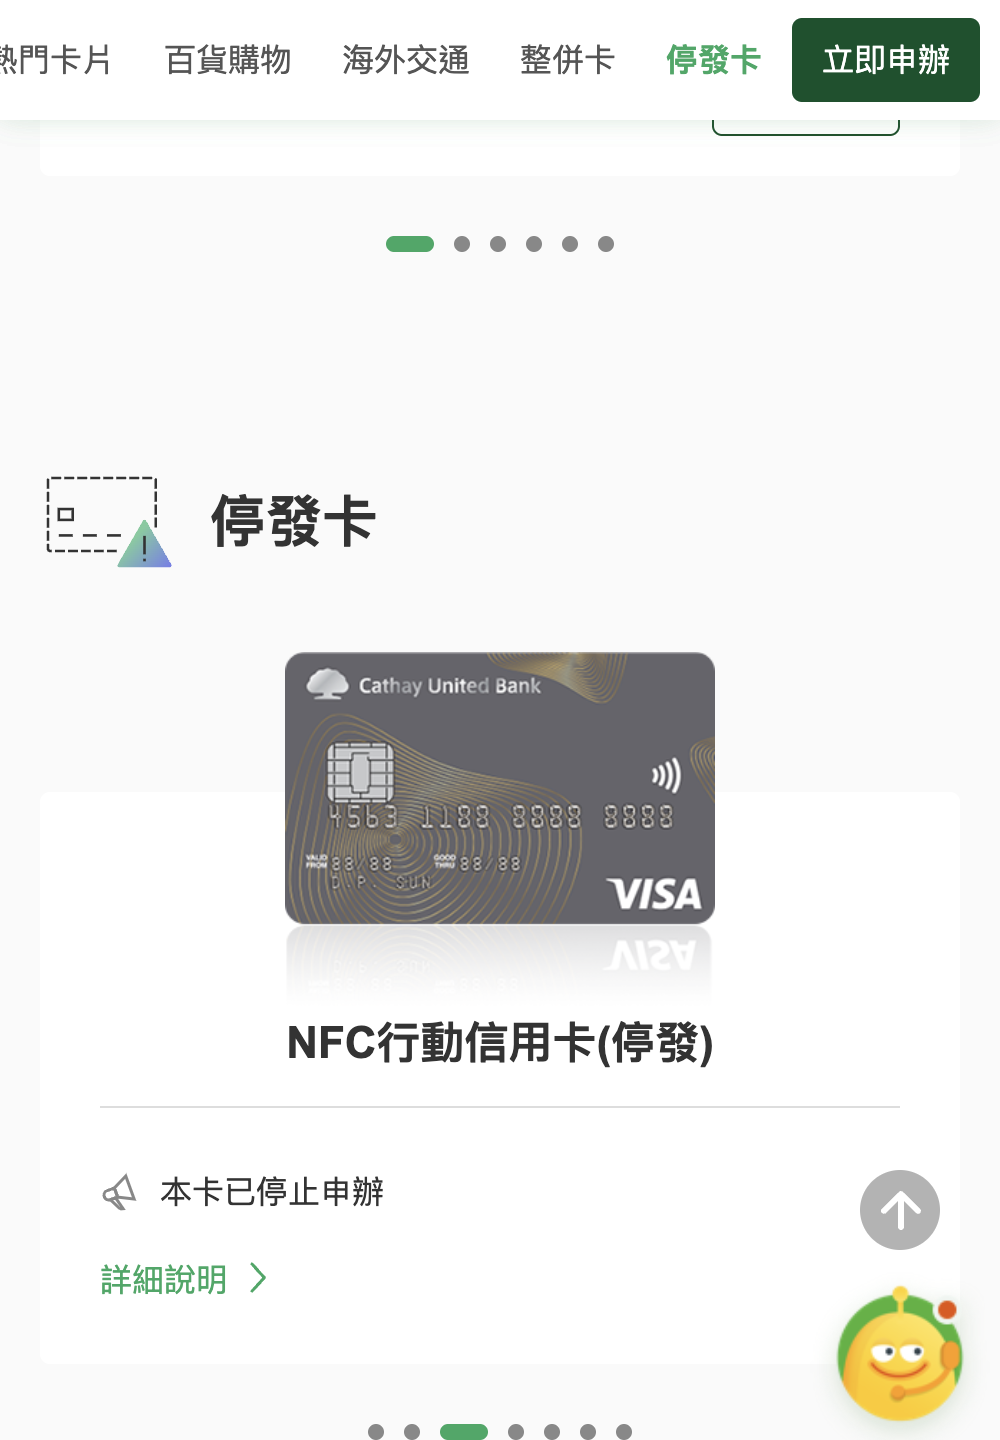 熱門卡片 百貨購物 海外交通 整併卡 停發卡 立即申辦
停發卡
Cathay United Bank
4563 1188 8888 8888
VALID FROM 88/88 GOOD THRU 88/88
D.P. SUN
VISA
NFC行動信用卡(停發)
本卡已停止申辦
詳細說明